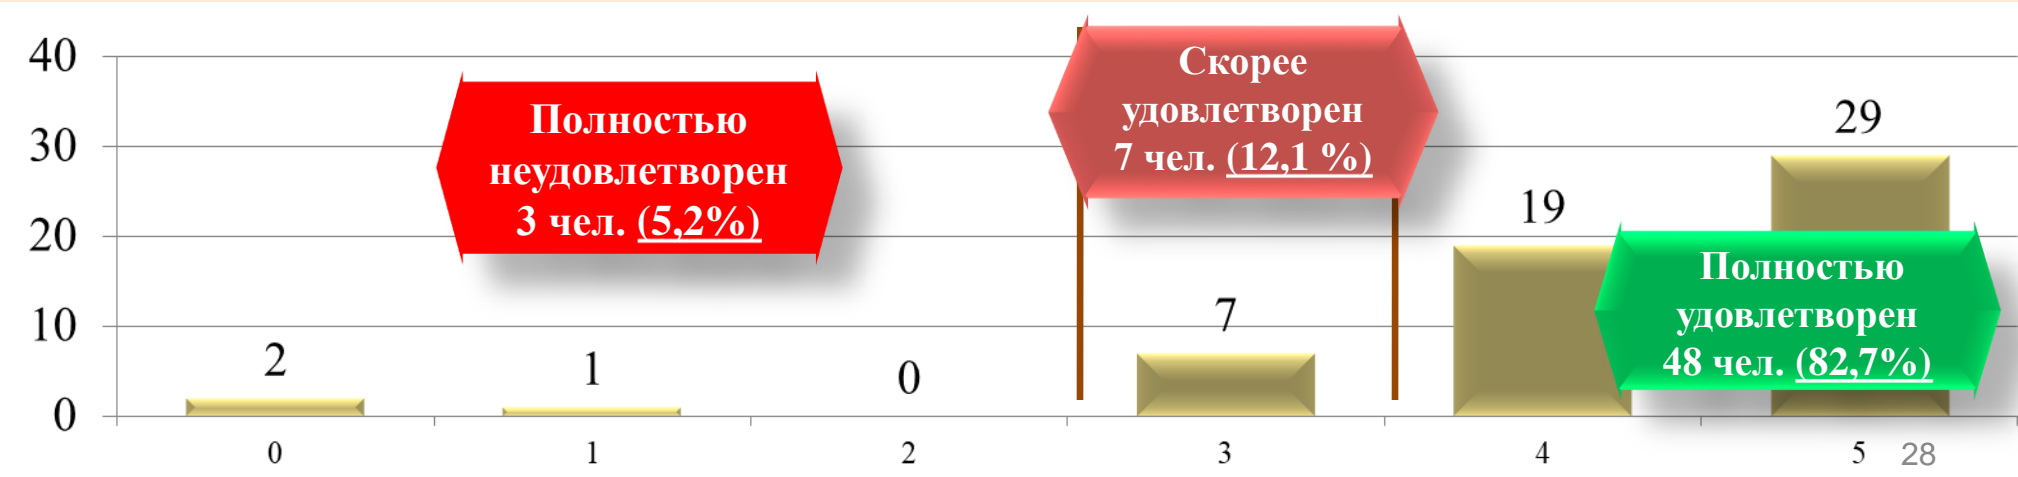 40
30
20
10
0
Полностью
неудовлетворен
3 чел. (5,2%)
Скорее
удовлетворен
7 чел. (12,1 %)
Полностью
удовлетворен
48 чел. (82,7%)
2
1
0
7
19
29
0 1 2 3 4 5
28